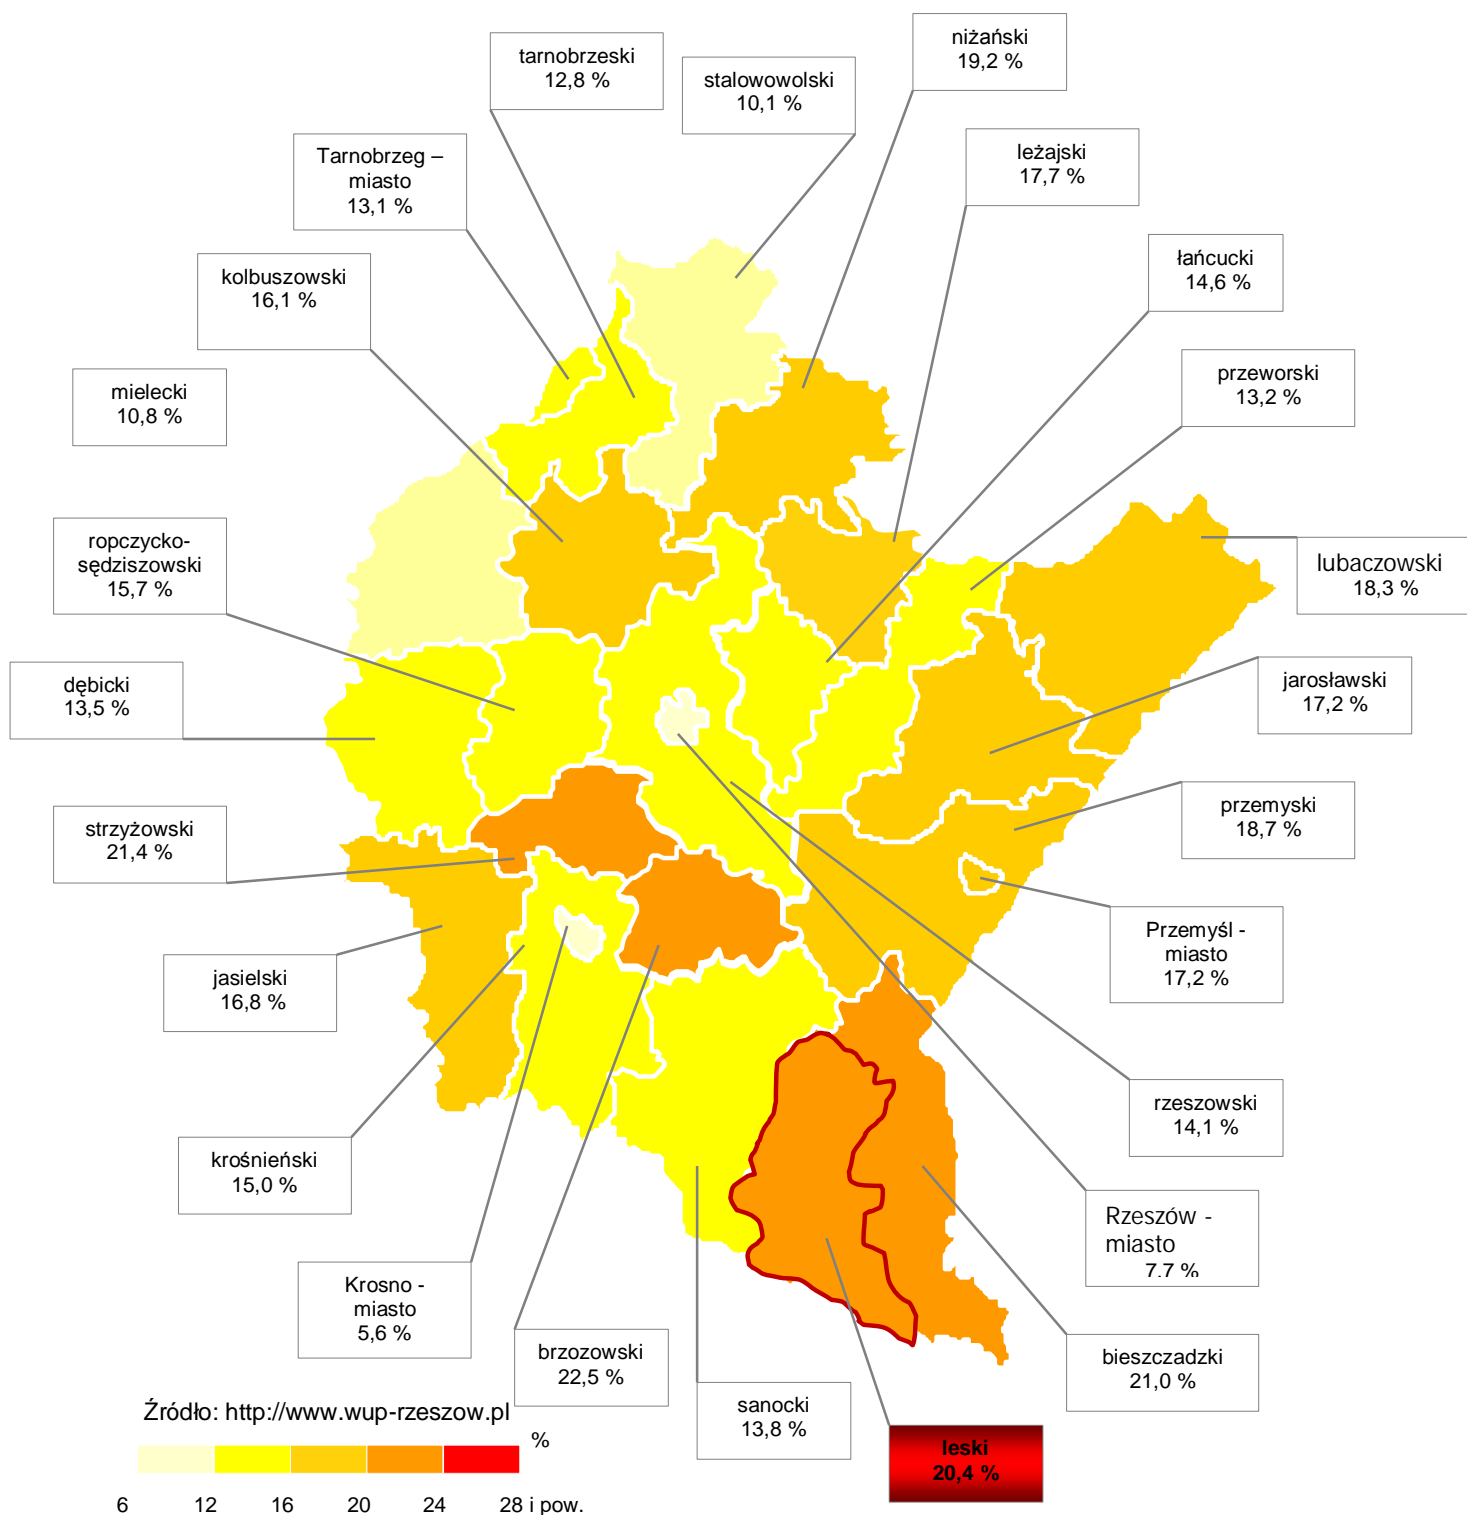 niżański
19,2 %
tarnobrzeski
12,8 %
stalowowolski
10,1 %
Tarnobrzeg –
miasto
13,1 %
leżajski
17,7 %
kolbuszowski
16,1 %
łańcucki
14,6 %
mielecki
10,8 %
przeworski
13,2 %
ropczycko-
sędziszowski
15,7 %
lubaczowski
18,3 %
dębicki
13,5 %
jarosławski
17,2 %
strzyżowski
21,4 %
przemyski
18,7 %
Przemyśl -
miasto
17,2 %
jasielski
16,8 %
rzeszowski
14,1 %
krośnieński
15,0 %
Rzeszów -
miasto
7,7 %
Krosno -
miasto
5,6 %
brzozowski
22,5 %
bieszczadzki
21,0 %
sanocki
13,8 %
leski
20,4 %
Źródło: http://www.wup-rzeszow.pl
%
6 12 16 20 24 28 i pow.